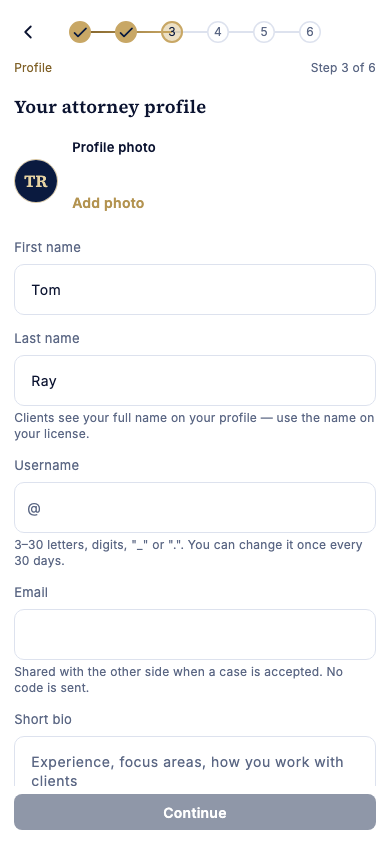 3
4
5
6
Profile
Step 3 of 6
Your attorney profile
Profile photo
TR
Add photo
First name
Tom
Last name
Ray
Clients see your full name on your profile — use the name on
your license.
Username
@
3–30 letters, digits, "_" or ".". You can change it once every
30 days.
Email
Shared with the other side when a case is accepted. No
code is sent.
Short bio
Experience, focus areas, how you work with
clients
Continue